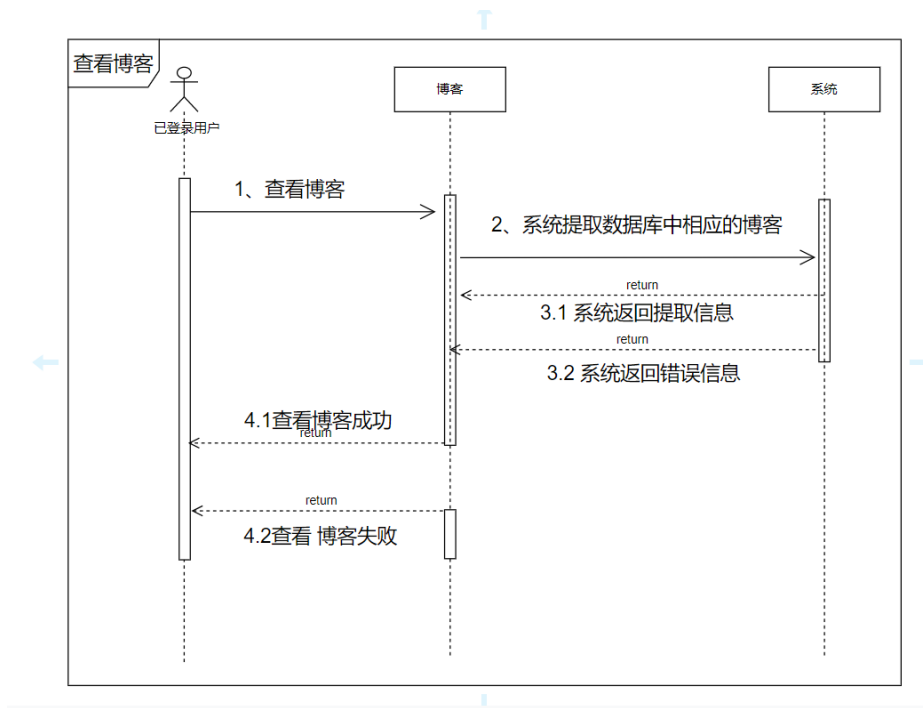 查看博客
博客
系统
已登录用户
1、查看博客
2、系统提取数据库中相应的博客
return
3.1 系统返回提取信息
return
3.2 系统返回错误信息
4.1查看博客成功
return
return
4.2查看 博客失败